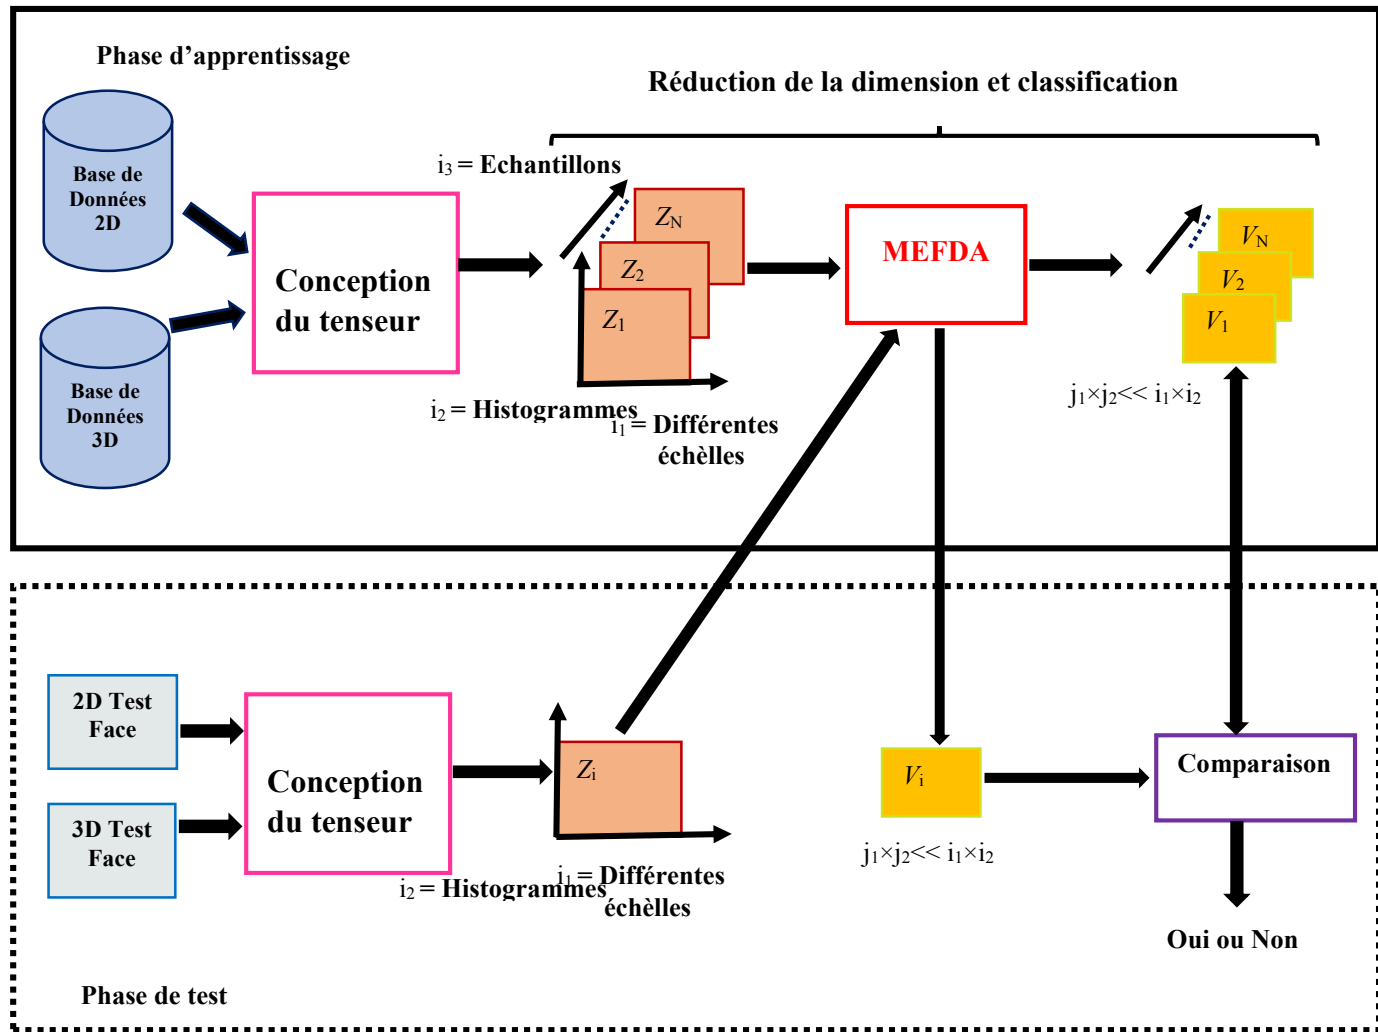 Phase d'apprentissage
Réduction de la dimension et classification
Base de
Données
2D
i₃ = Echantillons
Conception
du tenseur
Z_N
Z₂
Z₁
MEFDA
V_N
V₂
V₁
Base de
Données
3D
i₂ = Histogrammes
i₁ = Différentes
échèlles
j₁×j₂<< i₁×i₂
2D Test
Face
3D Test
Face
Conception
du tenseur
Zᵢ
Vᵢ
Comparaison
j₁×j₂<< i₁×i₂
i₂ = Histogrammes
i₁ = Différentes
échèlles
Oui ou Non
Phase de test